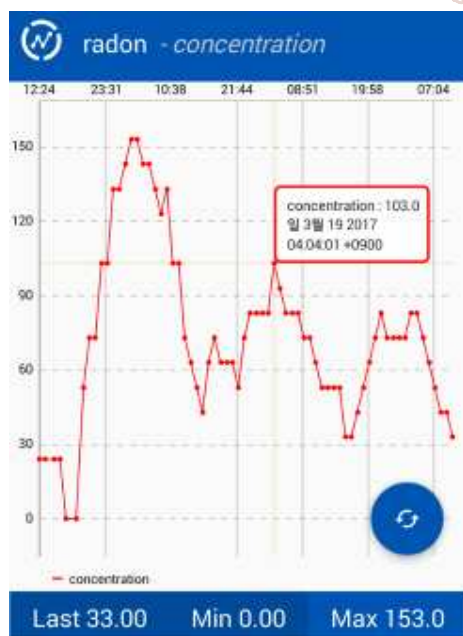 radon - concentration
12:24 23:31 10:38 21:44 08:51 19:58 07:04
150
120
concentration : 103.0
일 3월 19 2017
04:04:01 +0900
90
60
30
0
concentration
Last 33.00 Min 0.00 Max 153.0